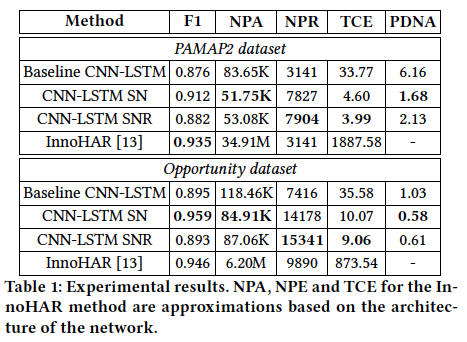 Method F1 NPA NPR TCE PDNA
PAMAP2 dataset
Baseline CNN-LSTM 0.876 83.65K 3141 33.77 6.16
CNN-LSTM SN 0.912 51.75K 7827 4.60 1.68
CNN-LSTM SNR 0.882 53.08K 7904 3.99 2.13
InnoHAR [13] 0.935 34.91M 3141 1887.58 -
Opportunity dataset
Baseline CNN-LSTM 0.895 118.46K 7416 35.58 1.03
CNN-LSTM SN 0.959 84.91K 14178 10.07 0.58
CNN-LSTM SNR 0.893 87.06K 15341 9.06 0.61
InnoHAR [13] 0.946 6.20M 9890 873.54 -
Table 1: Experimental results. NPA, NPE and TCE for the In-
noHAR method are approximations based on the architec-
ture of the network.